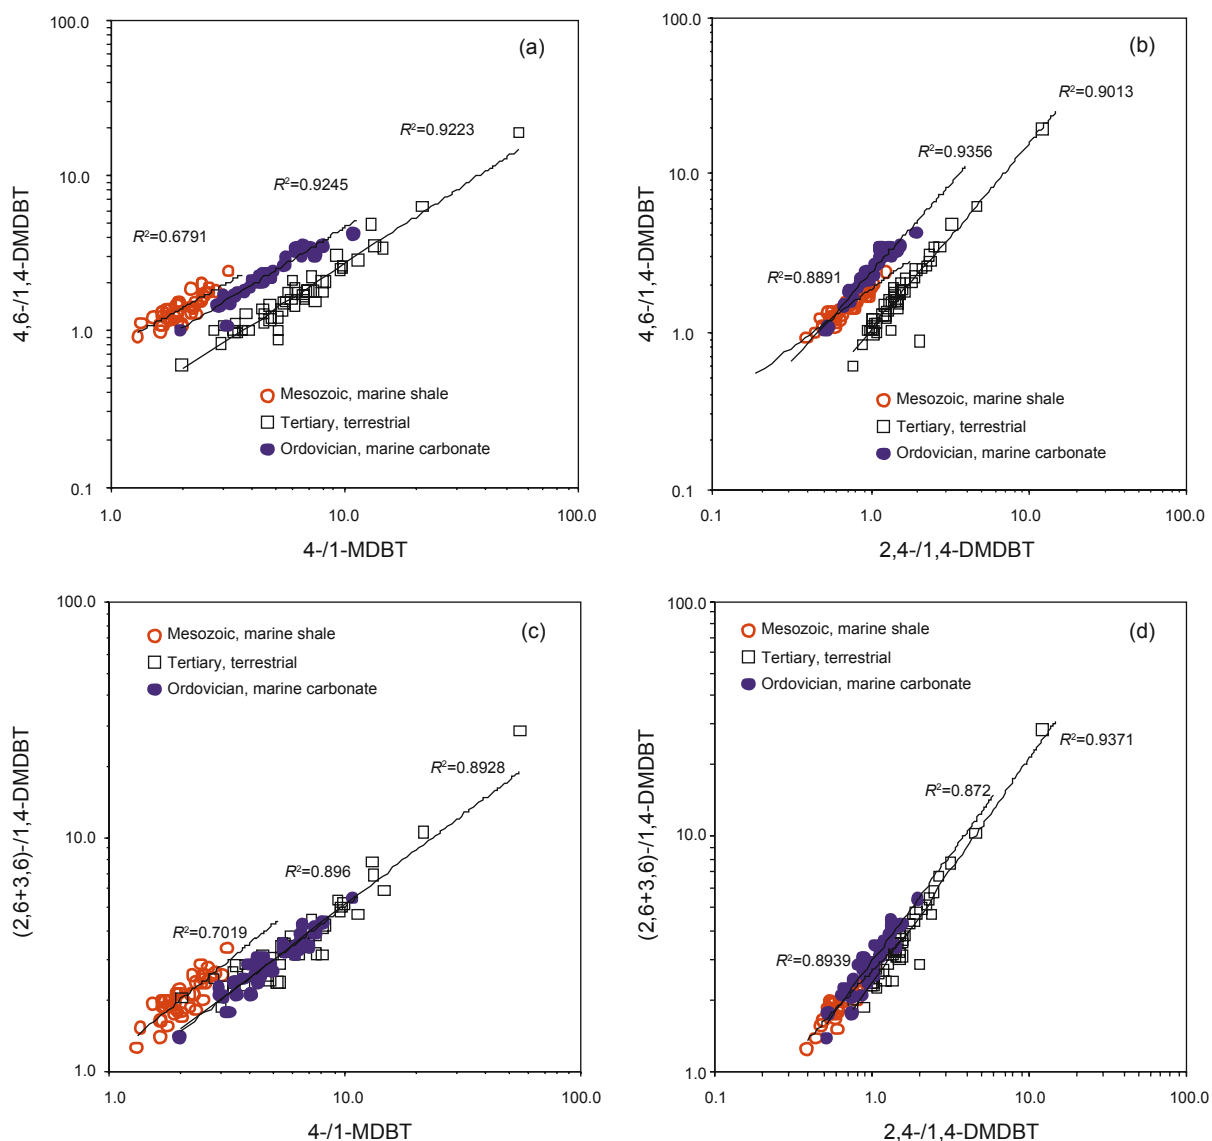 (a)
100.0
10.0
1.0
0.1
4,6-/1,4-DMDBT
R²=0.9223
R²=0.9245
R²=0.6791
Mesozoic, marine shale
Tertiary, terrestrial
Ordovician, marine carbonate
1.0 10.0 100.0
4-/1-MDBT
(b)
100.0
10.0
1.0
0.1
4,6-/1,4-DMDBT
R²=0.9013
R²=0.9356
R²=0.8891
Mesozoic, marine shale
Tertiary, terrestrial
Ordovician, marine carbonate
0.1 1.0 10.0 100.0
2,4-/1,4-DMDBT
(c)
100.0
10.0
1.0
(2,6+3,6)-/1,4-DMDBT
Mesozoic, marine shale
Tertiary, terrestrial
Ordovician, marine carbonate
R²=0.8928
R²=0.896
R²=0.7019
1.0 10.0 100.0
4-/1-MDBT
(d)
100.0
10.0
1.0
(2,6+3,6)-/1,4-DMDBT
Mesozoic, marine shale
Tertiary, terrestrial
Ordovician, marine carbonate
R²=0.9371
R²=0.872
R²=0.8939
0.1 1.0 10.0 100.0
2,4-/1,4-DMDBT